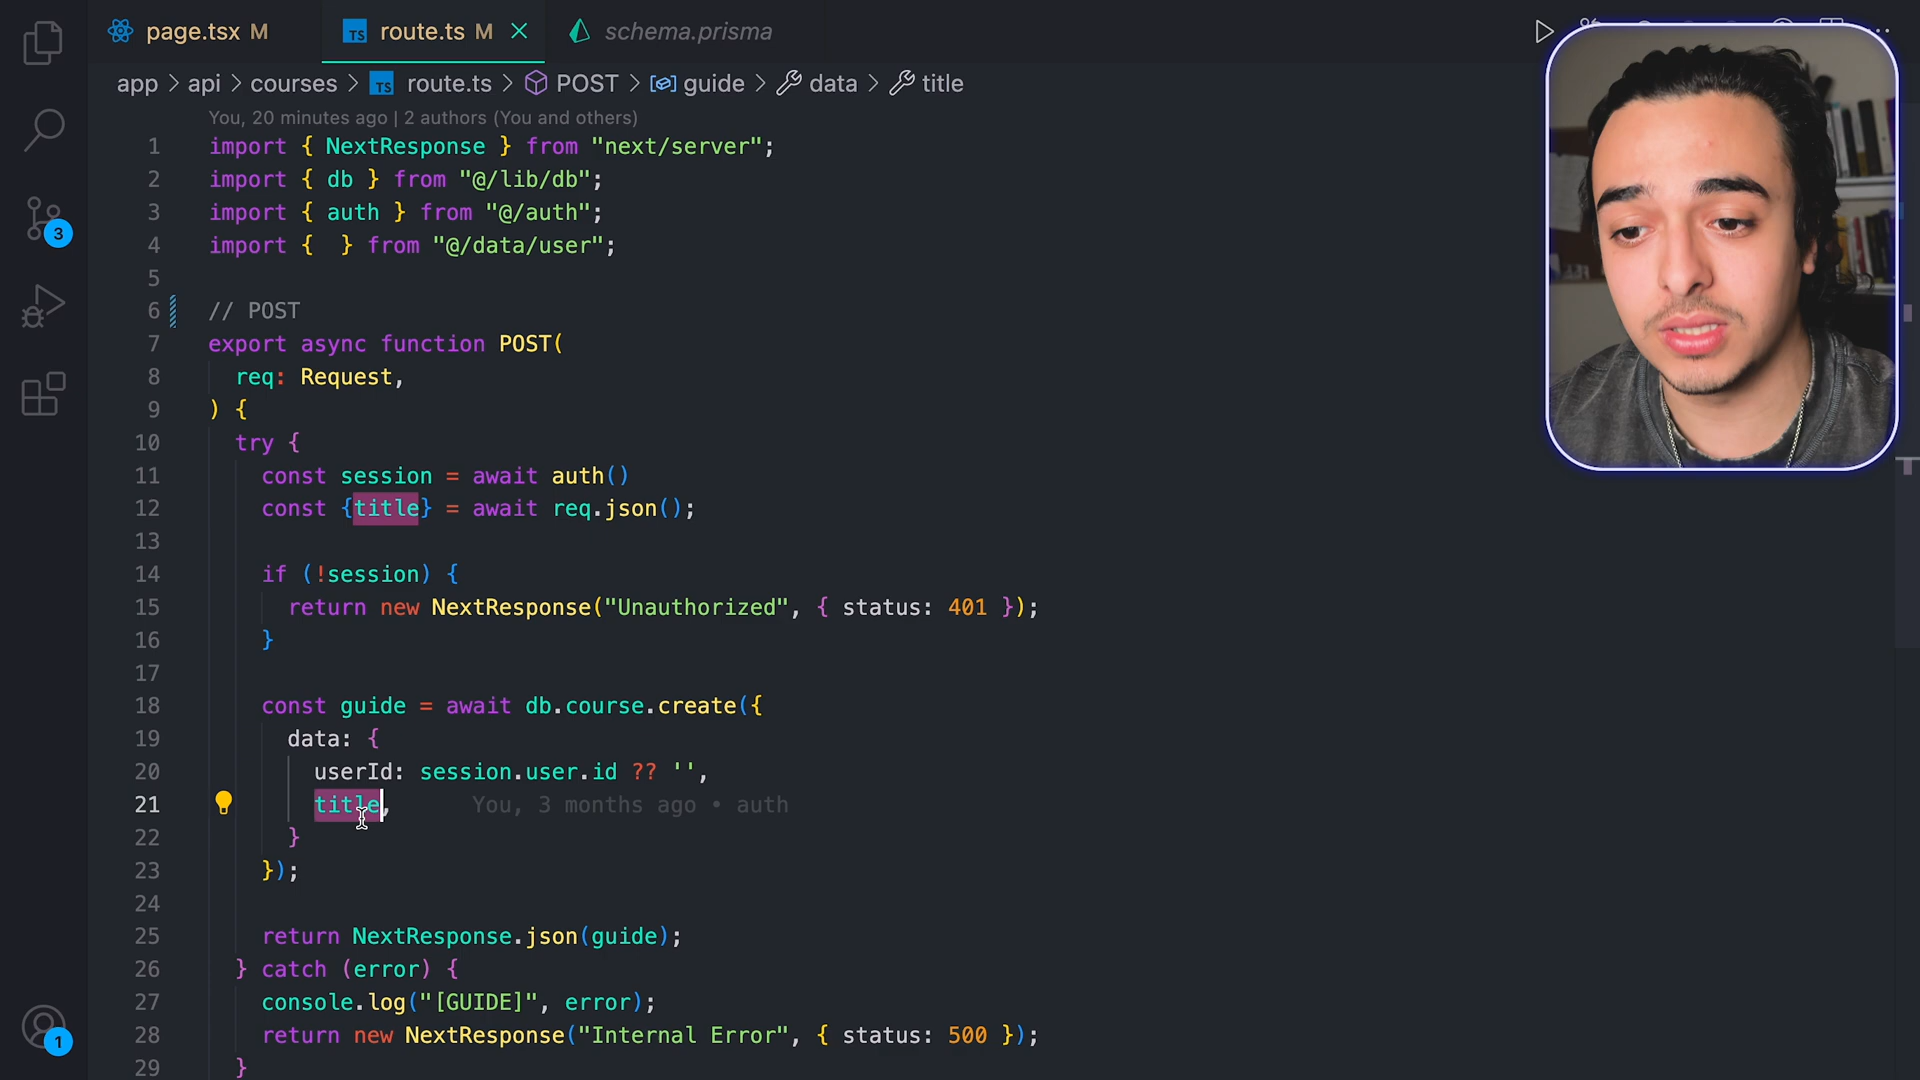 page.tsx M route.ts M schema.prisma
app > api > courses > TS route.ts > POST > guide > data > title
You, 20 minutes ago | 2 authors (You and others)
1 import { NextResponse } from "next/server";
2 import { db } from "@/lib/db";
3 import { auth } from "@/auth";
4 import {  } from "@/data/user";
5
6 // POST
7 export async function POST(
8 req: Request,
9 ) {
10 try {
11 const session = await auth()
12 const {title} = await req.json();
13
14 if (!session) {
15 return new NextResponse("Unauthorized", { status: 401 });
16 }
17
18 const guide = await db.course.create({
19 data: {
20 userId: session.user.id ?? '',
21 title, You, 3 months ago • auth
22 }
23 });
24
25 return NextResponse.json(guide);
26 } catch (error) {
27 console.log("[GUIDE]", error);
28 return new NextResponse("Internal Error", { status: 500 });
29 }
3
1